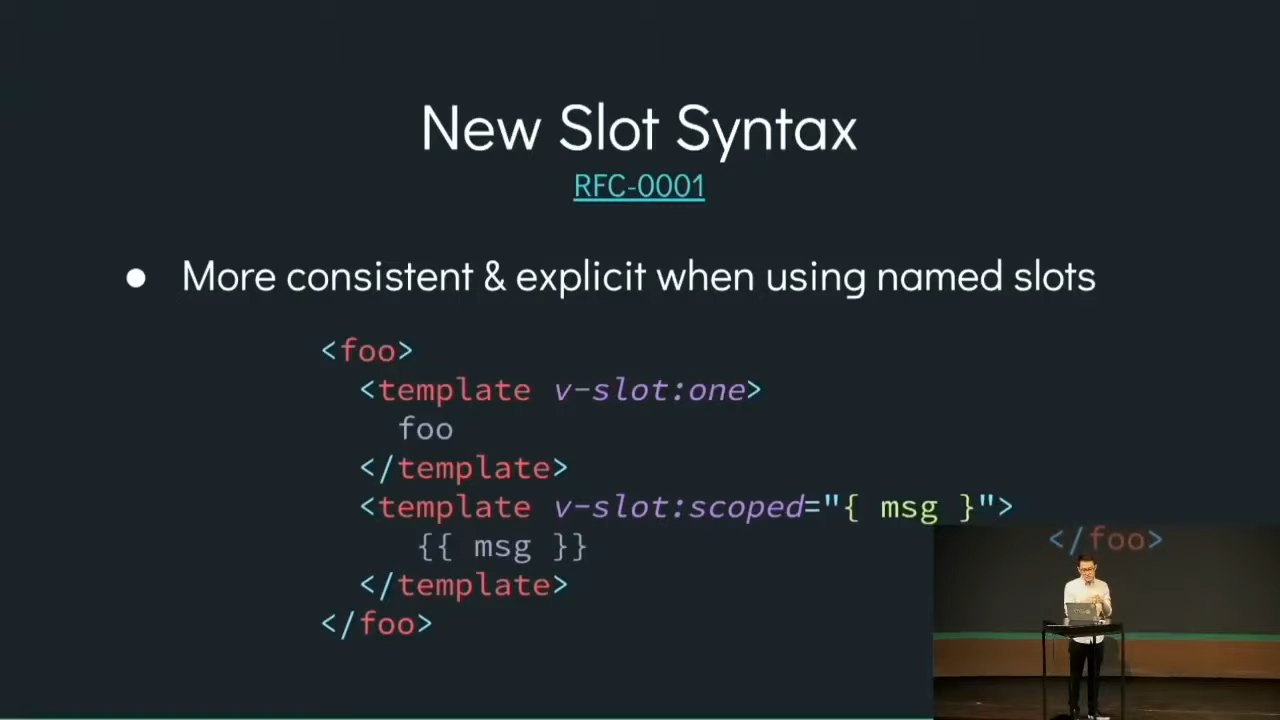 New Slot Syntax
RFC-0001
● More consistent & explicit when using named slots
<foo>
  <template v-slot:one>
    foo
  </template>
  <template v-slot:scoped="{ msg }">
     {{ msg }}
  </template>
</foo>
</foo>